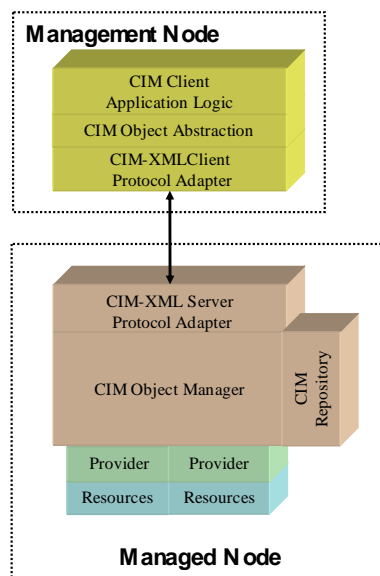 Management Node
CIM Client
Application Logic
CIM Object Abstraction
CIM-XMLClient
Protocol Adapter
CIM-XML Server
Protocol Adapter
CIM Object Manager
CIM
Repository
Provider Provider
Resources Resources
Managed Node